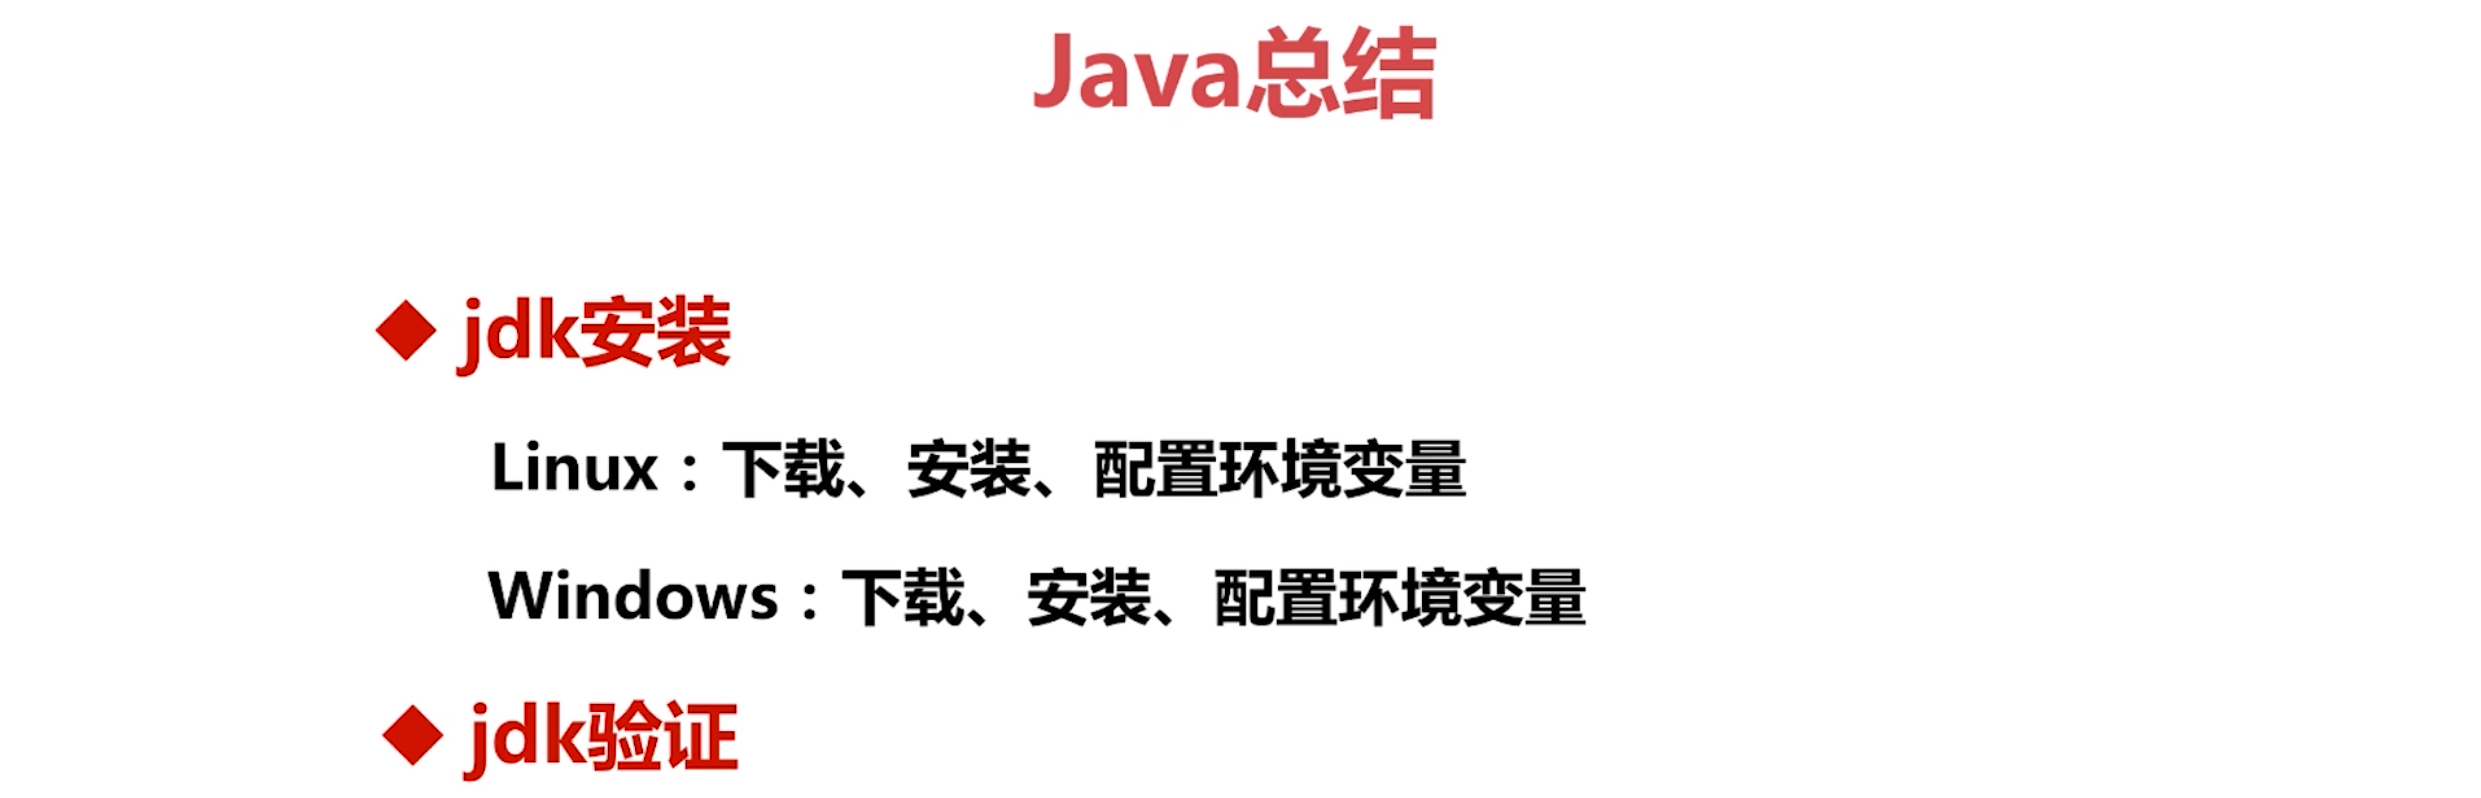 Java总结
◆ jdk安装
Linux：下载、安装、配置环境变量
Windows：下载、安装、配置环境变量
◆ jdk验证